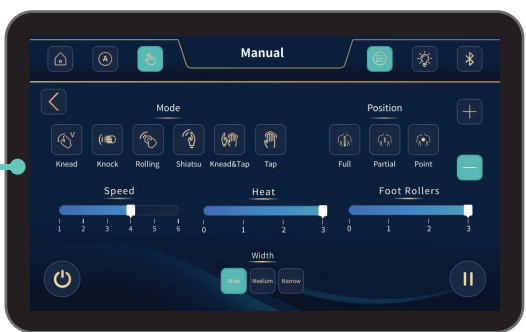 A
Manual
Mode
Position
V
Knead
Knock
Rolling
Shiatsu
Knead&Tap
Tap
Full
Partial
Point
Speed
Heat
Foot Rollers
1 2 3 4 5 6
0 1 2 3
0 1 2 3
Width
Wide
Medium
Narrow